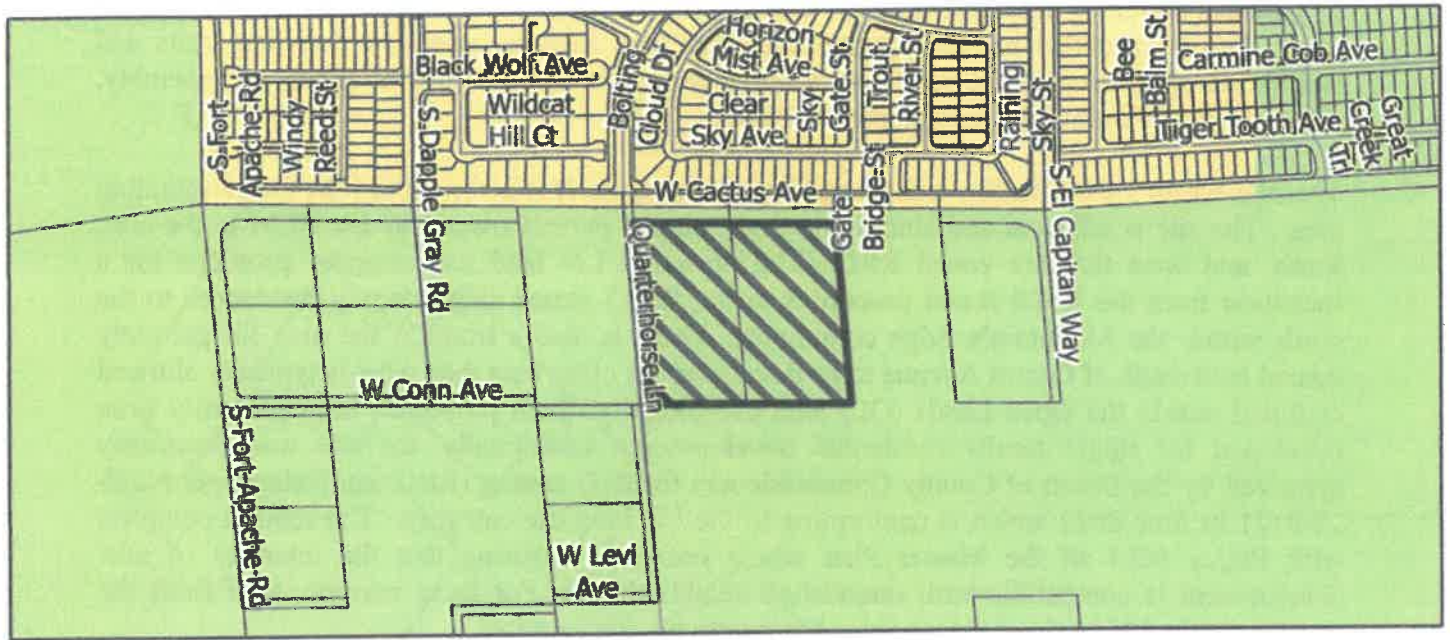 Horizon
Mist Ave
Black Wolf Ave
Bolting
Cloud Dr
Wildcat
Hill Ct
Clear
Sky Ave
Sky
Gate St
Trout
River St
Raining
Sky St
Bee
Balm St
Carmine Cob Ave
Tiger Tooth Ave
Great
Creek
Trl
S Fort
Apache Rd
Windy
Reed St
S Dapple
Gray Rd
W Cactus Ave
Gate
Bridge St
S El Capitan Way
Quarterhorse Ln
W Conn Ave
S Fort Apache Rd
W Levi
Ave